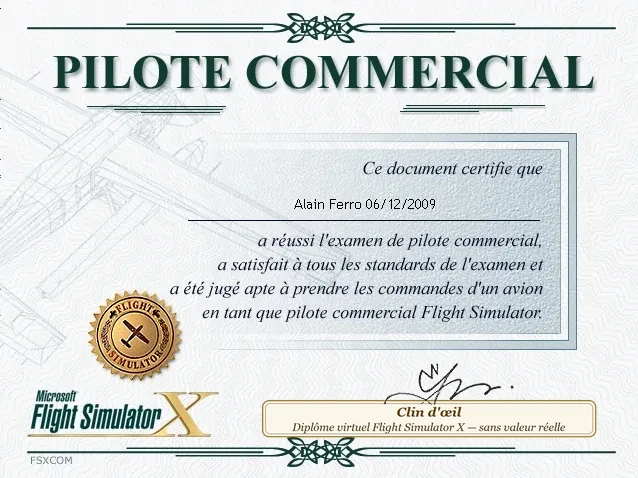 PILOTE COMMERCIAL
Ce document certifie que
Alain Ferro 06/12/2009
a réussi l'examen de pilote commercial,
a satisfait à tous les standards de l'examen et
a été jugé apte à prendre les commandes d'un avion
en tant que pilote commercial Flight Simulator.
FLIGHT
SIMULATOR
Microsoft
Flight Simulator X
Clin d'œil
Diplôme virtuel Flight Simulator X — sans valeur réelle
FSXCOM